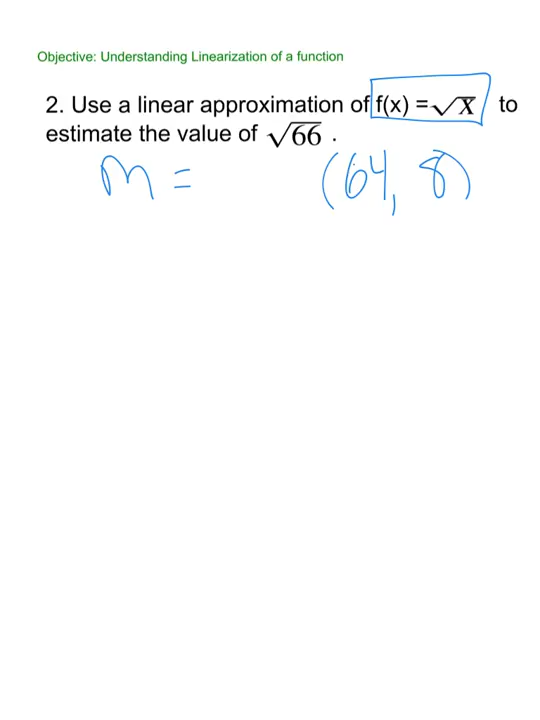 Objective: Understanding Linearization of a function
2. Use a linear approximation of f(x) = √x to
estimate the value of √66 .
m = (64, 8)